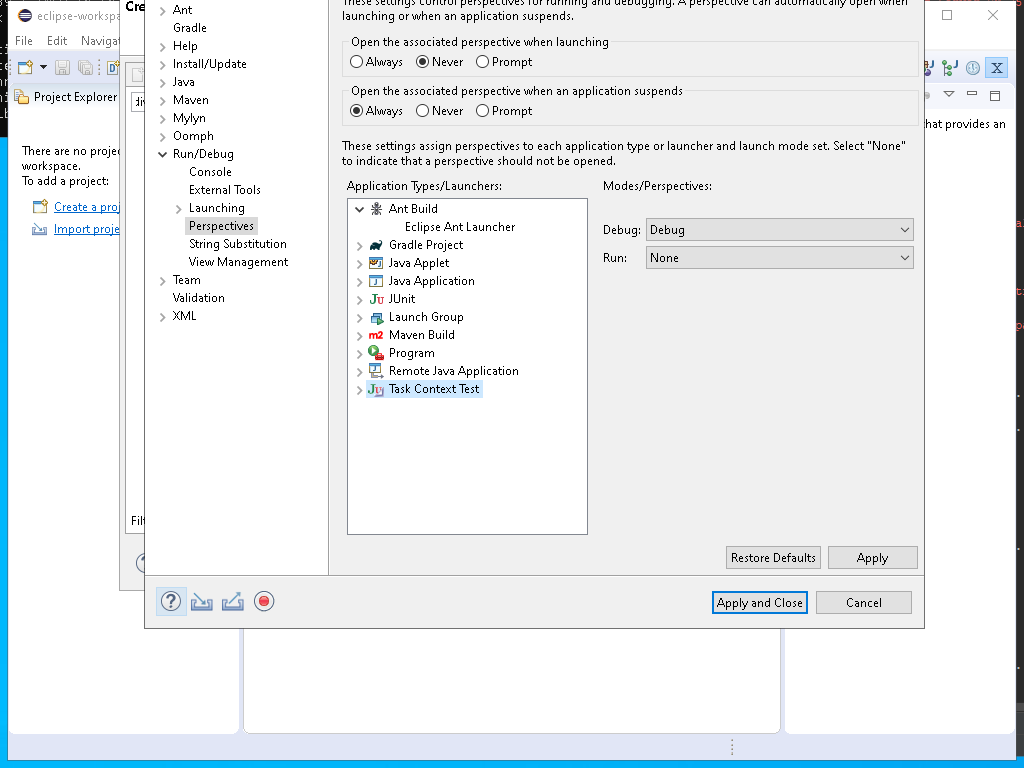 eclipse-workspa
File Edit Navigat
Project Explorer
There are no projec
workspace.
To add a project:
Create a proj
Import proje
Cre
Filt
Ant
Gradle
Help
Install/Update
Java
Maven
Mylyn
Oomph
Run/Debug
Console
External Tools
Launching
Perspectives
String Substitution
View Management
Team
Validation
XML
These settings control perspectives for running and debugging. A perspective can automatically open when
launching or when an application suspends.
Open the associated perspective when launching
Always Never Prompt
Open the associated perspective when an application suspends
Always Never Prompt
These settings assign perspectives to each application type or launcher and launch mode set. Select "None"
to indicate that a perspective should not be opened.
Application Types/Launchers:
Ant Build
Eclipse Ant Launcher
Gradle Project
Java Applet
Java Application
JUnit
Launch Group
Maven Build
Program
Remote Java Application
Task Context Test
Modes/Perspectives:
Debug: Debug
Run: None
Restore Defaults Apply
Apply and Close Cancel
hat provides an